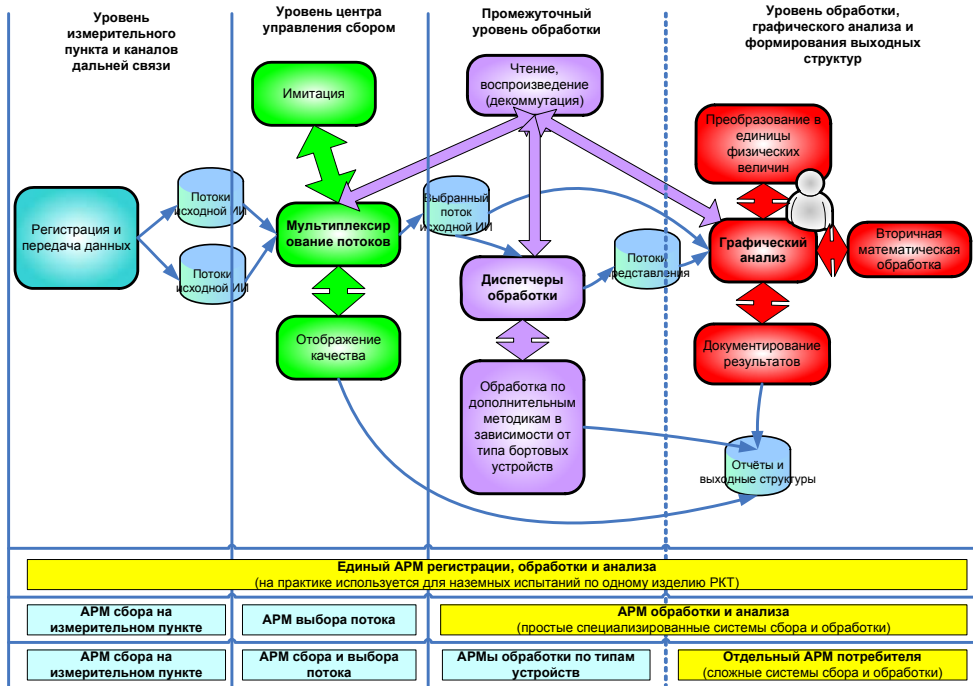 Уровень
измерительного
пункта и каналов
дальней связи
Уровень центра
управления сбором
Промежуточный
уровень обработки
Уровень обработки,
графического анализа и
формирования выходных
структур
Имитация
Чтение,
воспроизведение
(декоммутация)
Преобразование в
единицы
физических
величин
Регистрация и
передача данных
Потоки
исходной ИИ
Потоки
исходной ИИ
Мультиплексир
ование потоков
Выбранный
поток
исходной ИИ
Диспетчеры
обработки
Потоки
представления
Графический
анализ
Вторичная
математическая
обработка
Отображение
качества
Документирование
результатов
Обработка по
дополнительным
методикам в
зависимости от
типа бортовых
устройств
Отчёты и
выходные структуры
Единый АРМ регистрации, обработки и анализа
(на практике используется для наземных испытаний по одному изделию РКТ)
АРМ сбора на
измерительном пункте
АРМ выбора потока
АРМ обработки и анализа
(простые специализированные системы сбора и обработки)
АРМ сбора на
измерительном пункте
АРМ сбора и выбора
потока
АРМы обработки по типам
устройств
Отдельный АРМ потребителя
(сложные системы сбора и обработки)